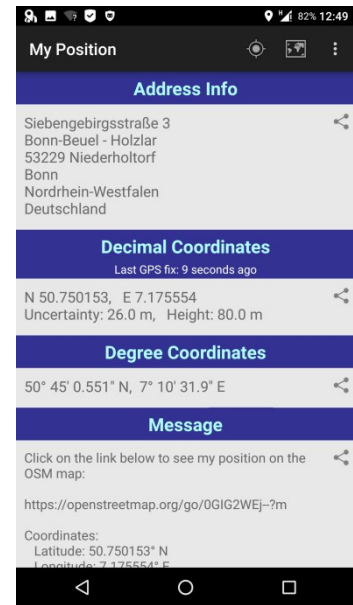 82% 12:49
My Position
Address Info
Siebengebirgsstraße 3
Bonn-Beuel - Holzlar
53229 Niederholtorf
Bonn
Nordrhein-Westfalen
Deutschland
Decimal Coordinates
Last GPS fix: 9 seconds ago
N 50.750153,   E 7.175554
Uncertainty: 26.0 m,   Height: 80.0 m
Degree Coordinates
50° 45' 0.551" N,  7° 10' 31.9" E
Message
Click on the link below to see my position on the
OSM map:
https://openstreetmap.org/go/0GIG2WEj--?m
Coordinates:
Latitude: 50.750153° N
Longitude: 7.175554° E